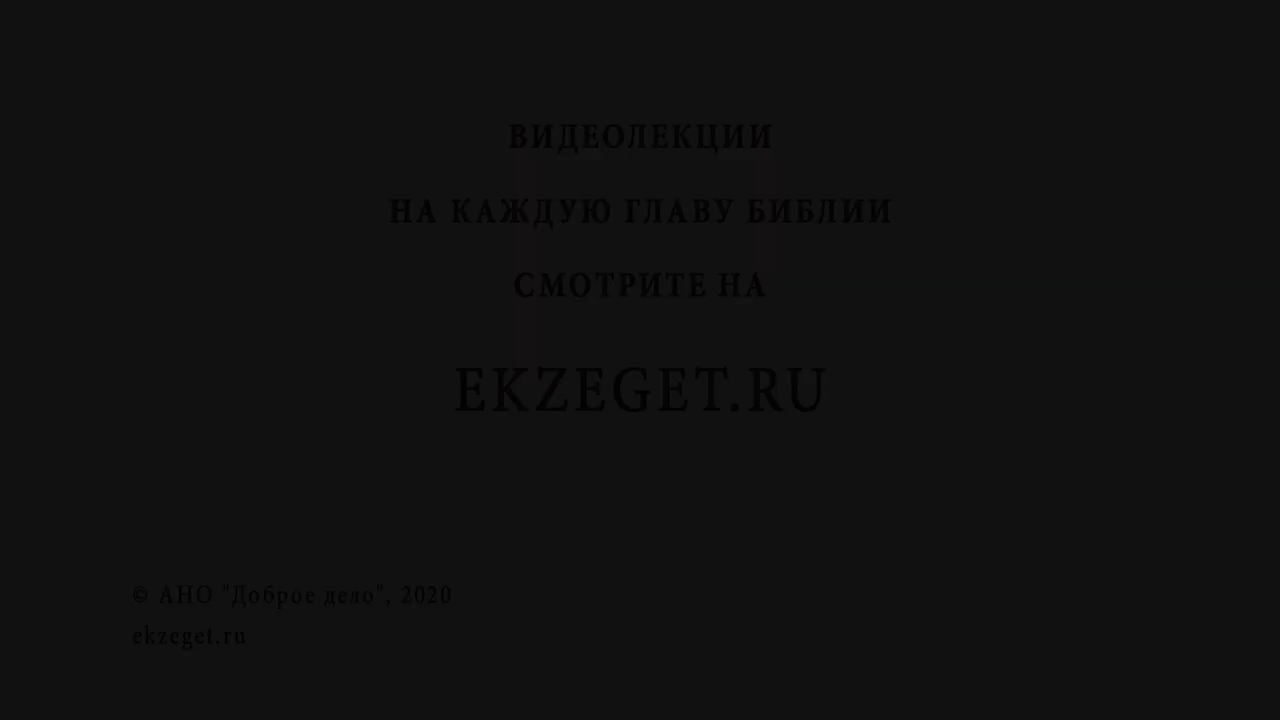 ВИДЕОЛЕКЦИИ
НА КАЖДУЮ ГЛАВУ БИБЛИИ
СМОТРИТЕ НА
EKZEGET.RU
© АНО "Доброе дело", 2020
ekzeget.ru